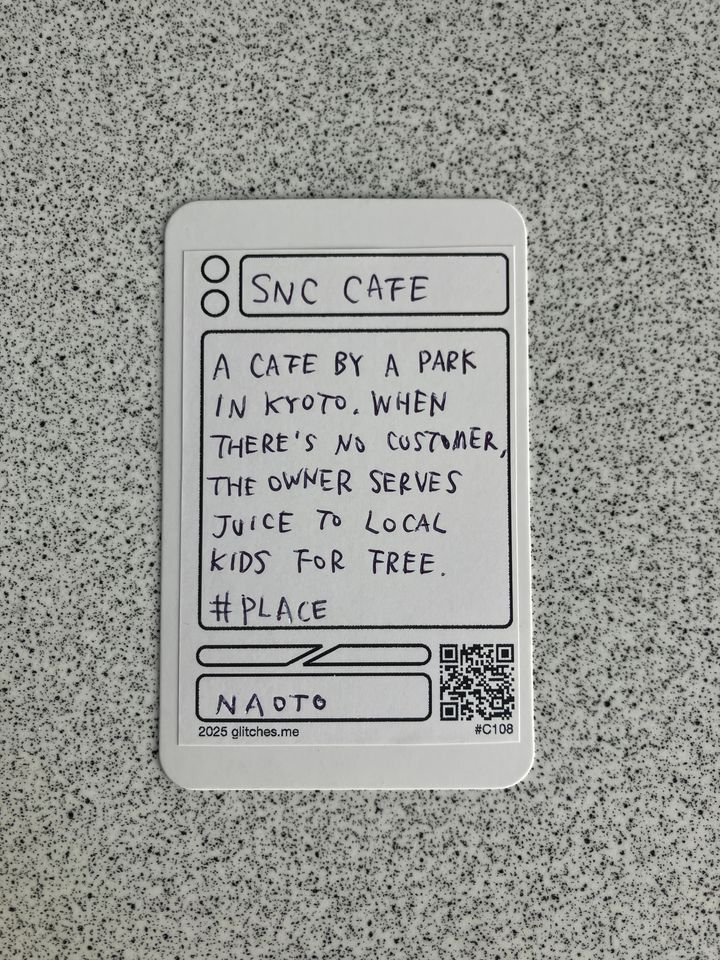 SNC CAFE
A CAFE BY A PARK
IN KYOTO. WHEN
THERE'S NO CUSTOMER,
THE OWNER SERVES
JUICE TO LOCAL
KIDS FOR FREE.
#PLACE
NAOTO
2025 glitches.me
#C108